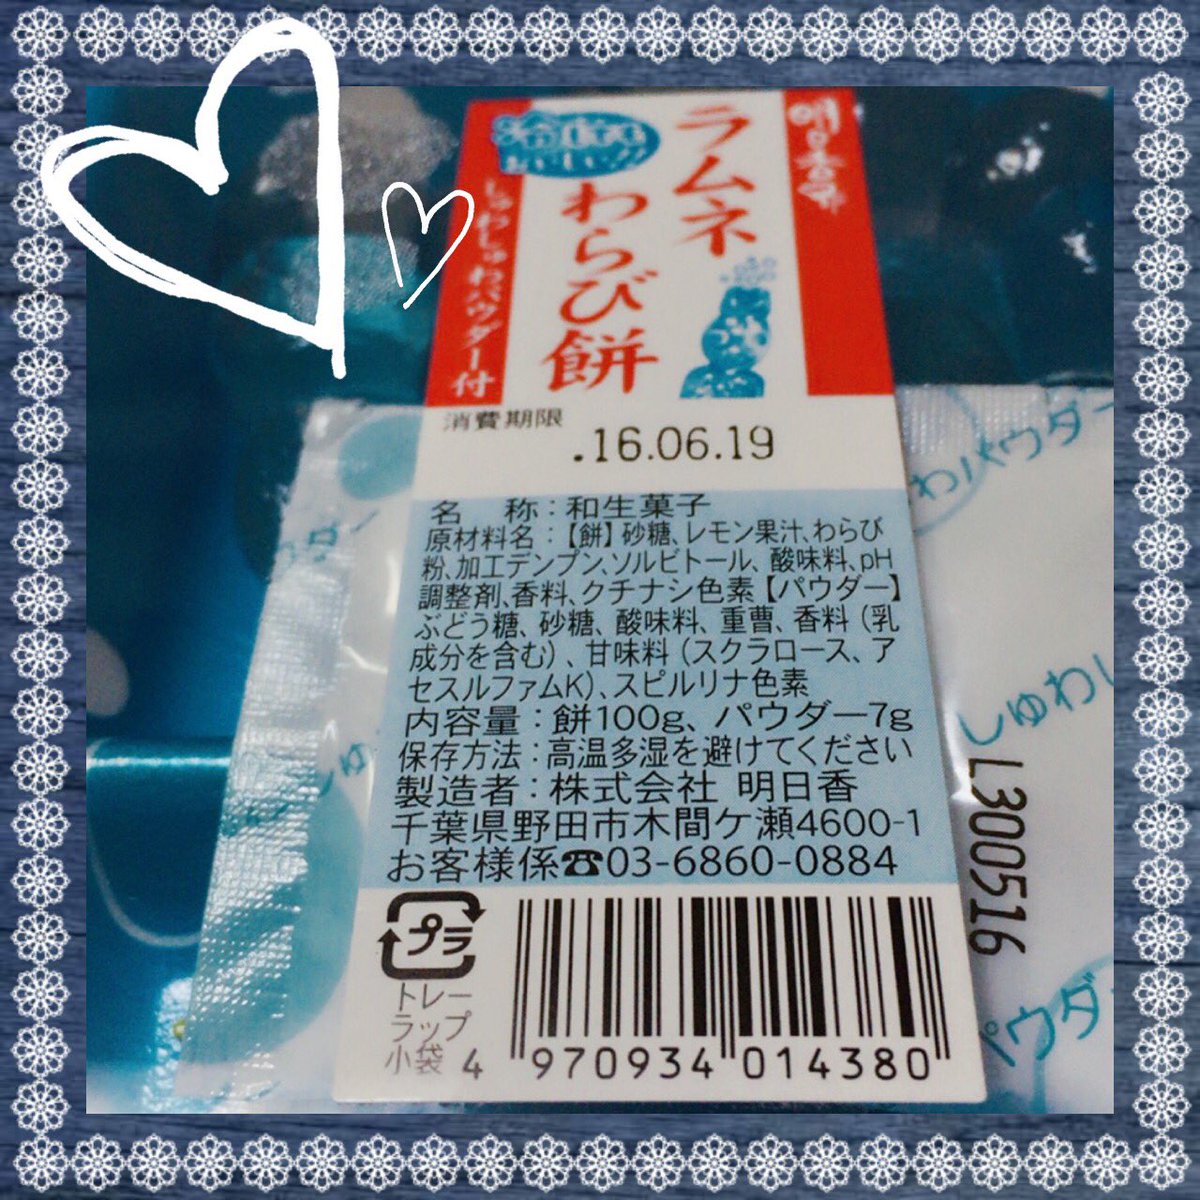 明日香
ラムネ
わらび餅
しゅわしゅわパウダー付
消費期限
.16.06.19
名 称：和生菓子
原材料名：【餅】砂糖、レモン果汁、わらび
粉、加工デンプン、ソルビトール、酸味料、pH
調整剤、香料、クチナシ色素【パウダー】
ぶどう糖、砂糖、酸味料、重曹、香料（乳
成分を含む）、甘味料（スクラロース、ア
セスルファムK）、スピルリナ色素
内容量：餅100g、パウダー7g
保存方法：高温多湿を避けてください
製造者：株式会社 明日香
千葉県野田市木間ケ瀬4600-1
お客様係☎03-6860-0884
プラ
トレー
ラップ
小袋
4 970934 014380
わパウダー
しゅわし
L300516
パウダ